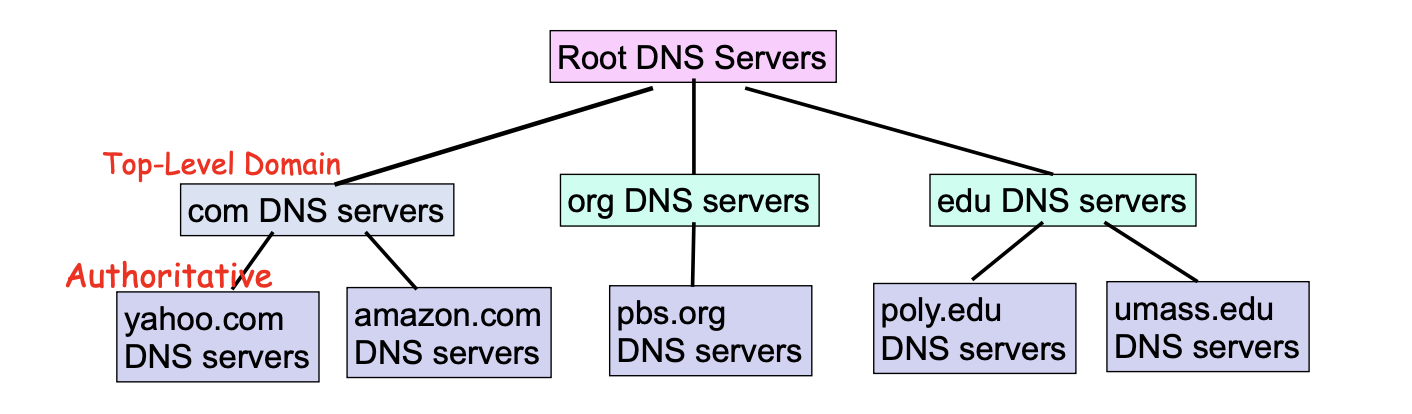 Root DNS Servers
Top-Level Domain
com DNS servers
org DNS servers
edu DNS servers
Authoritative
yahoo.com
DNS servers
amazon.com
DNS servers
pbs.org
DNS servers
poly.edu
DNS servers
umass.edu
DNS servers